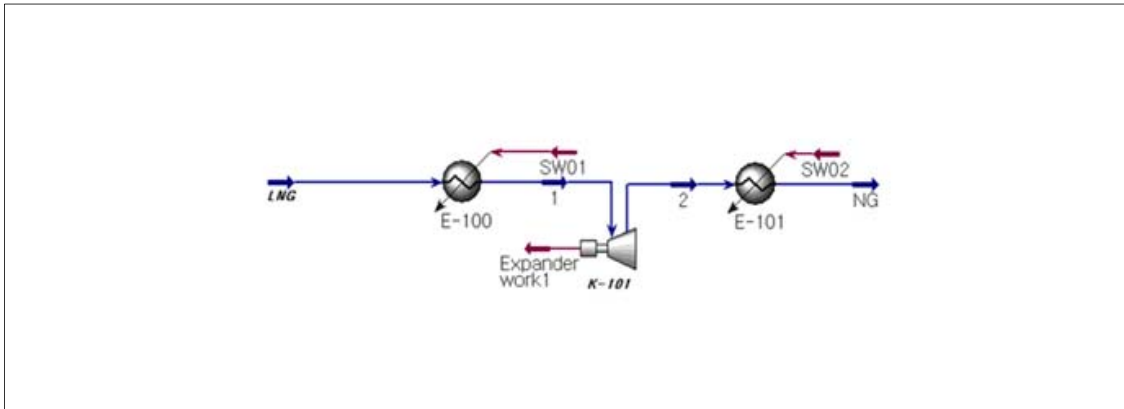 SW01
SW02
LNG
1
2
NG
E-100
E-101
Expander
work1
K-101